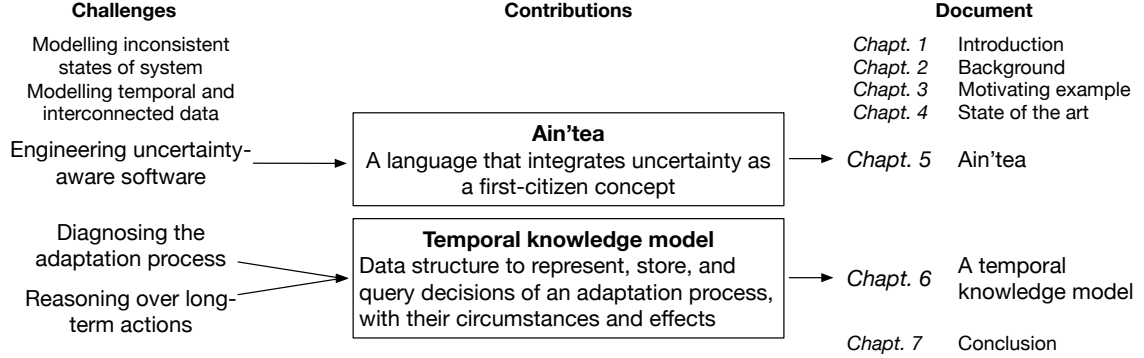 Challenges
Contributions
Document
Modelling inconsistent
states of system
Modelling temporal and
interconnected data
Engineering uncertainty-
aware software
Diagnosing the
adaptation process
Reasoning over long-
term actions
Ain'tea
A language that integrates uncertainty as
a first-citizen concept
Temporal knowledge model
Data structure to represent, store, and
query decisions of an adaptation process,
with their circumstances and effects
Chapt. 1 Introduction
Chapt. 2 Background
Chapt. 3 Motivating example
Chapt. 4 State of the art
Chapt. 5 Ain'tea
Chapt. 6 A temporal
knowledge model
Chapt. 7 Conclusion